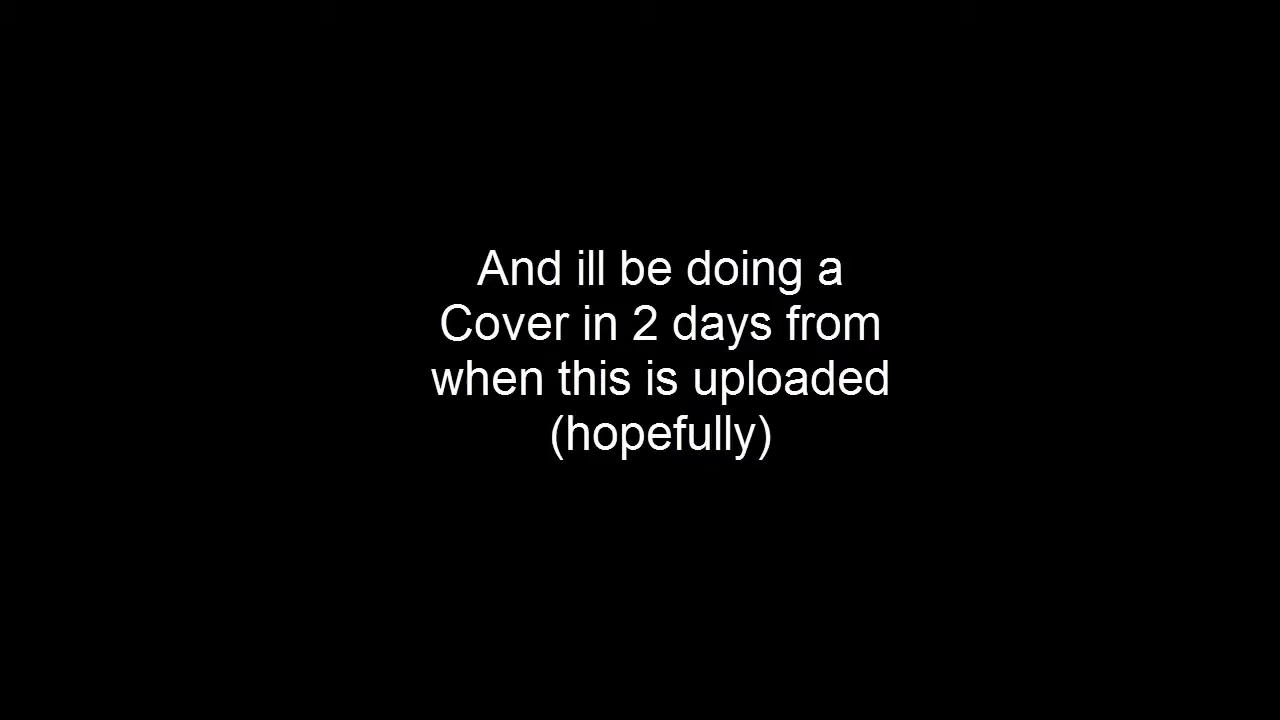 And ill be doing a
Cover in 2 days from
when this is uploaded
(hopefully)